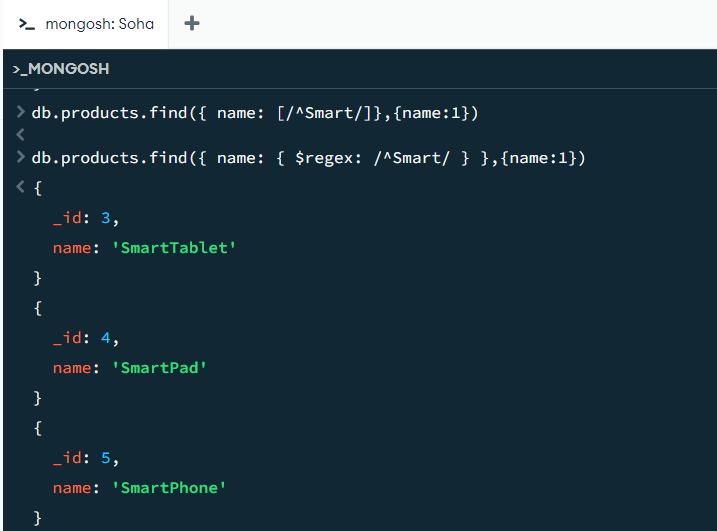 >_ mongosh: Soha +
>_MONGOSH
> db.products.find({ name: [/^Smart/]},{name:1})
<
> db.products.find({ name: { $regex: /^Smart/ } },{name:1})
< {
_id: 3,
name: 'SmartTablet'
}
{
_id: 4,
name: 'SmartPad'
}
{
_id: 5,
name: 'SmartPhone'
}